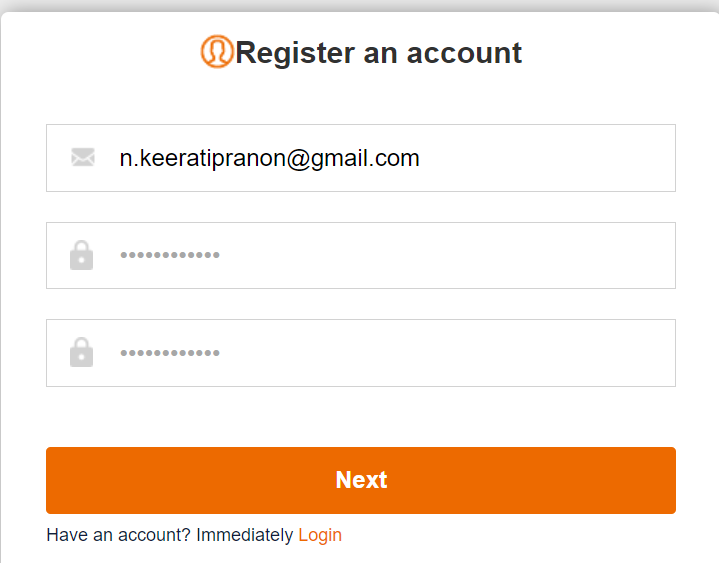 Register an account
n.keeratipranon@gmail.com
••••••••••••
••••••••••••
Next
Have an account? Immediately Login